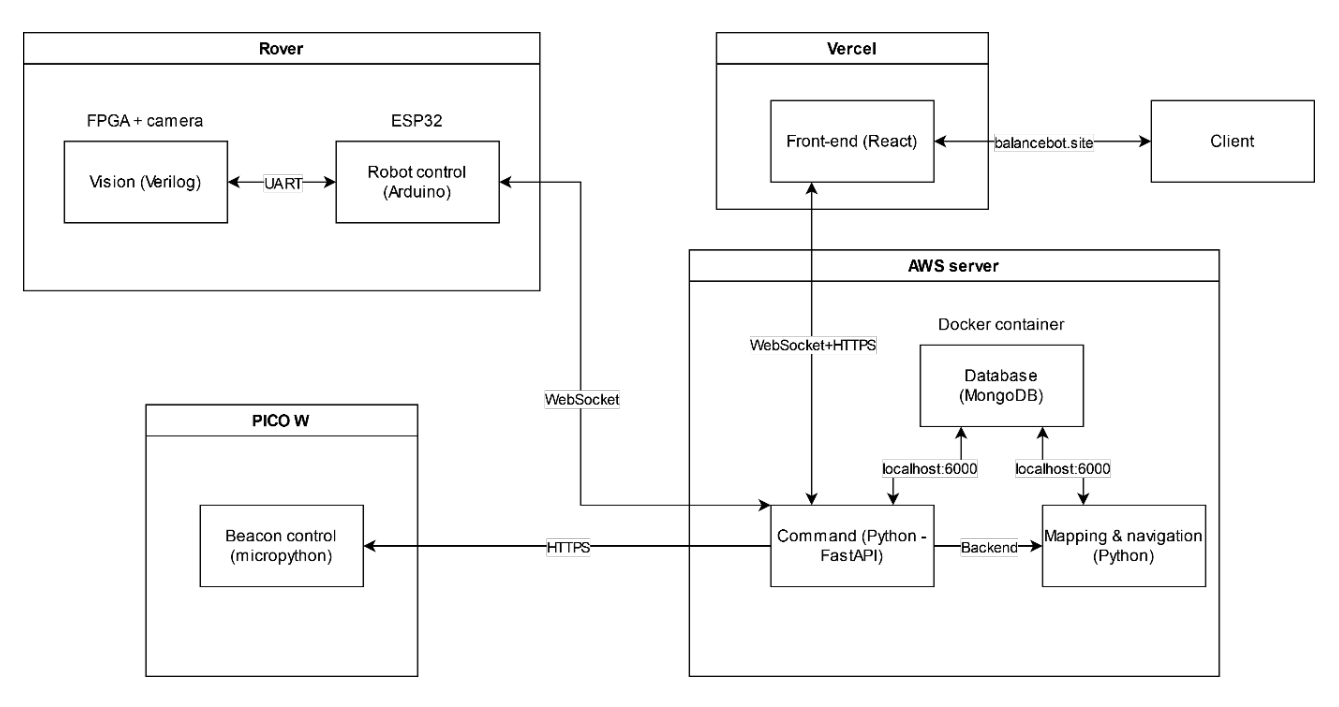 Rover
FPGA + camera
Vision (Verilog)
UART
ESP32
Robot control
(Arduino)
Vercel
Front-end (React)
balancebot.site
Client
WebSocket
WebSocket+HTTPS
AWS server
Docker container
Database
(MongoDB)
localhost:6000
localhost:6000
PICO W
Beacon control
(micropython)
HTTPS
Command (Python -
FastAPI)
Backend
Mapping & navigation
(Python)